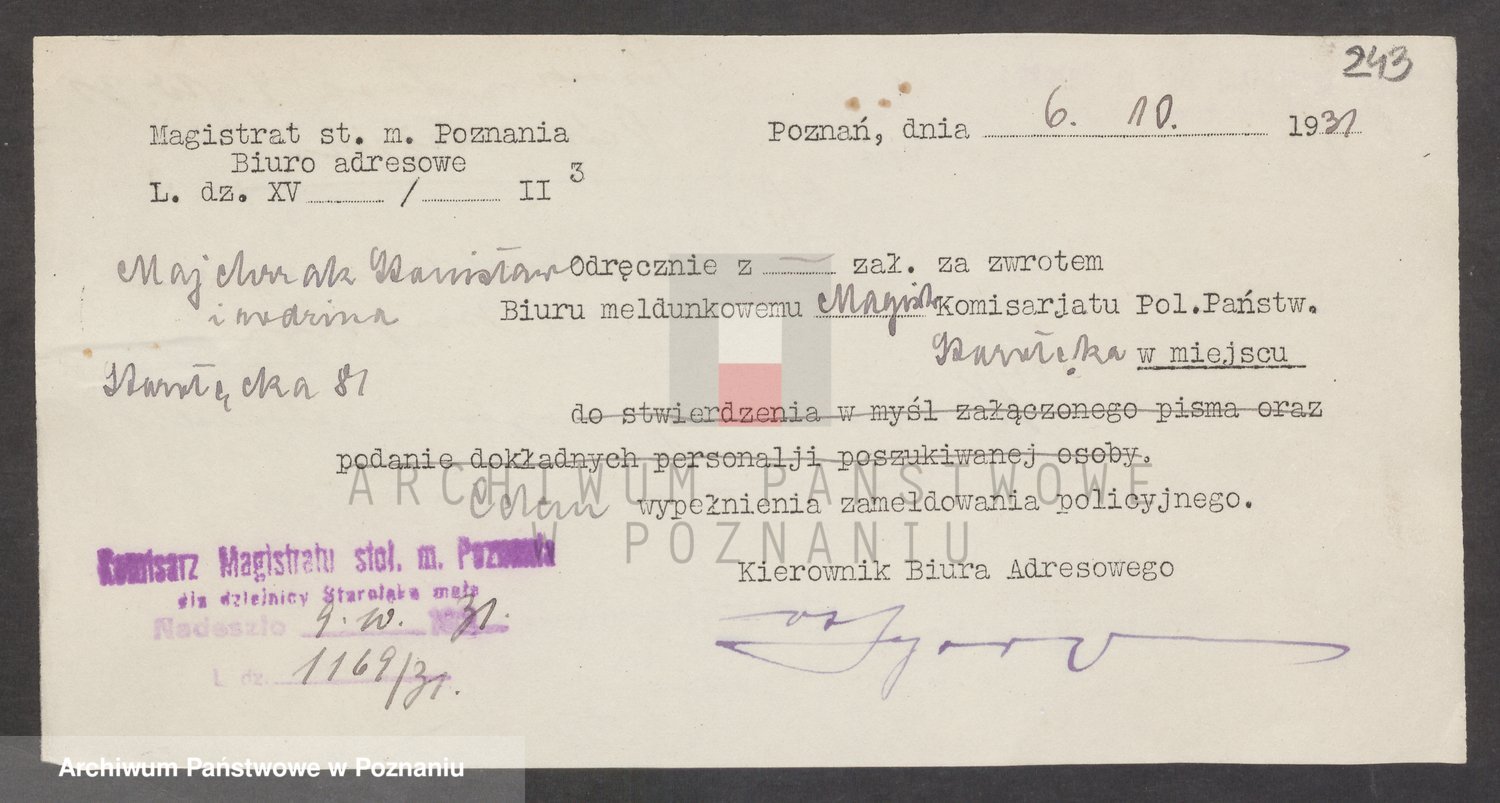 243
Magistrat st. m. Poznania
Biuro adresowe
L. dz. XV / II 3
Poznań, dnia 6. 10. 1931
Majchrzak Stanisław
i rodzina
Starołęcka 81
Odręcznie z — zał. za zwrotem
Biuru meldunkowemu Magistr. Komisarjatu Pol.Państw.
Starołęka w miejscu
do stwierdzenia w myśl załączonego pisma oraz
podanie dokładnych personalji poszukiwanej osoby.
Celem wypełnienia zameldowania policyjnego.
Kierownik Biura Adresowego
Komisarz Magistratu stoł. m. Poznania
dla dzielnicy Starołęka mała
Nadeszło 9. 10. 1931.
L. dz. 1169/31.
ARCHIWUM PAŃSTWOWE
W POZNANIU
Archiwum Państwowe w Poznaniu